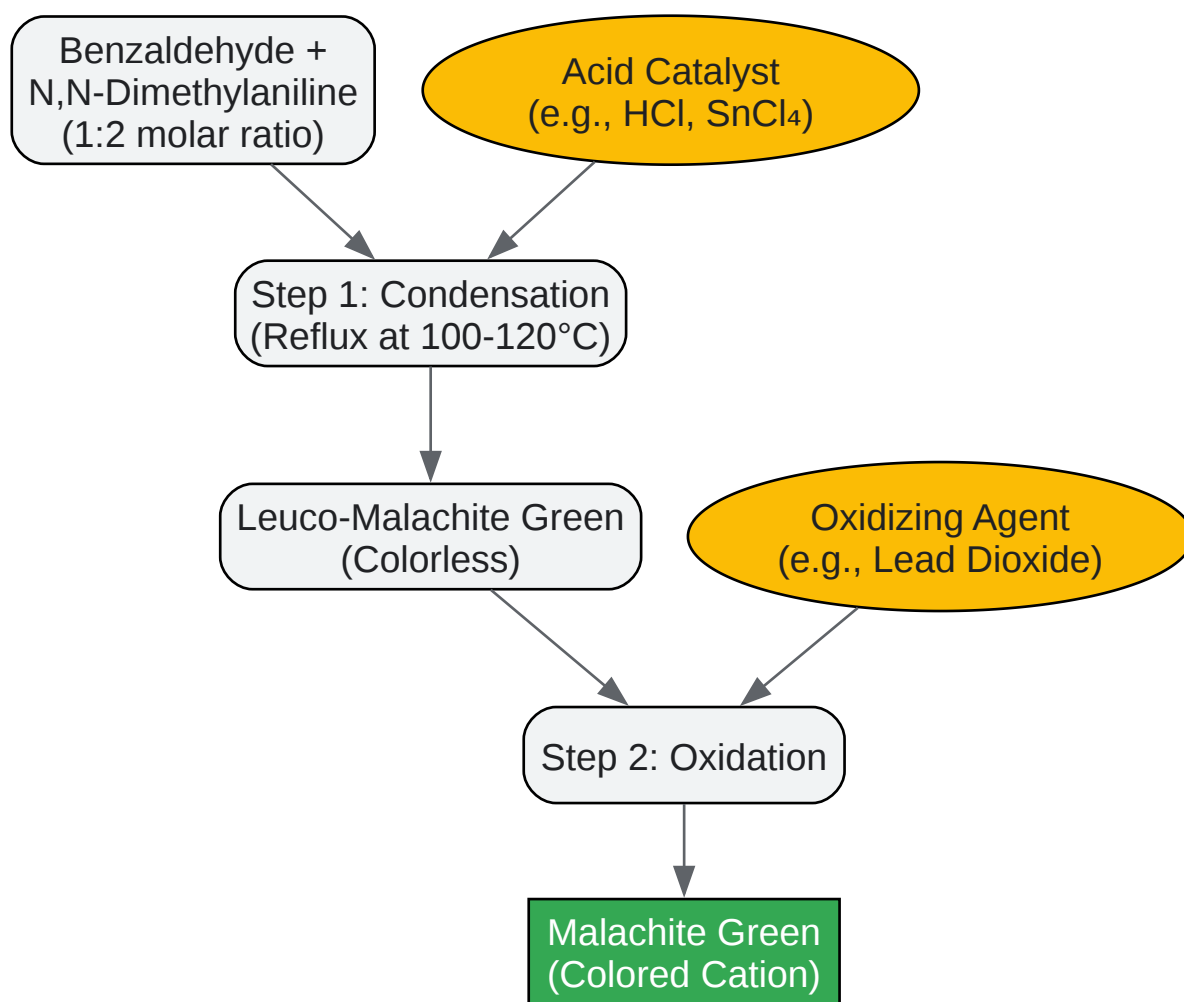 Benzaldehyde +
N,N-Dimethylaniline
(1:2 molar ratio)
Acid Catalyst
(e.g., HCl, SnCl₄)
Step 1: Condensation
(Reflux at 100-120°C)
Leuco-Malachite Green
(Colorless)
Oxidizing Agent
(e.g., Lead Dioxide)
Step 2: Oxidation
Malachite Green
(Colored Cation)